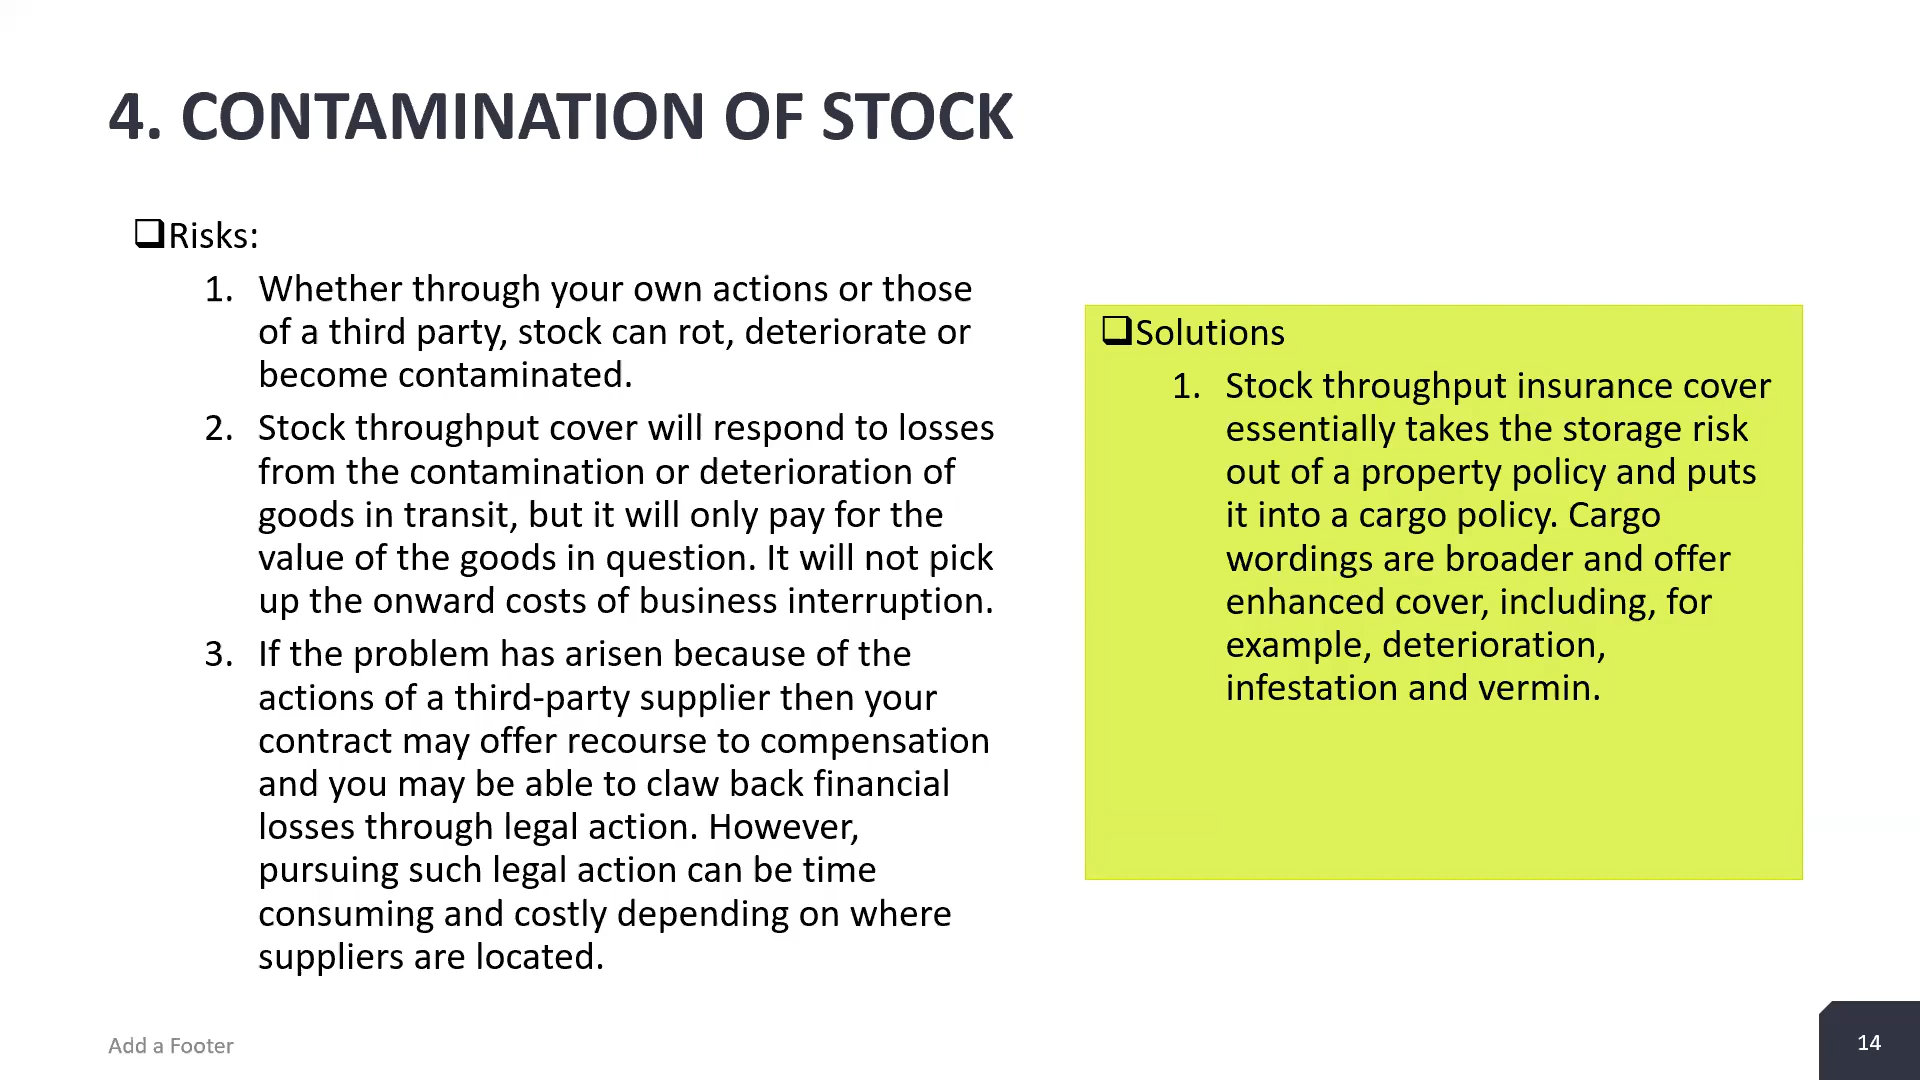 4. CONTAMINATION OF STOCK
❑Risks:
1. Whether through your own actions or those
of a third party, stock can rot, deteriorate or
become contaminated.
2. Stock throughput cover will respond to losses
from the contamination or deterioration of
goods in transit, but it will only pay for the
value of the goods in question. It will not pick
up the onward costs of business interruption.
3. If the problem has arisen because of the
actions of a third-party supplier then your
contract may offer recourse to compensation
and you may be able to claw back financial
losses through legal action. However,
pursuing such legal action can be time
consuming and costly depending on where
suppliers are located.
❑Solutions
1. Stock throughput insurance cover
essentially takes the storage risk
out of a property policy and puts
it into a cargo policy. Cargo
wordings are broader and offer
enhanced cover, including, for
example, deterioration,
infestation and vermin.
Add a Footer
14